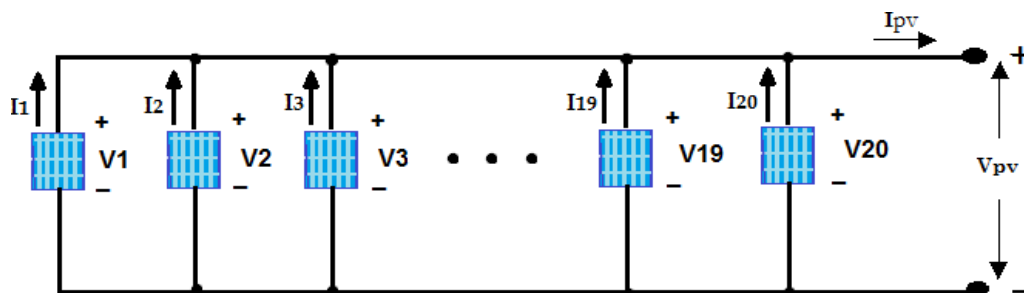 Ipv
+
I1
I2
I3
I19
I20
+
+
+
+
+
V1
V2
V3
• • •
V19
V20
Vpv
–
–
–
–
–
–